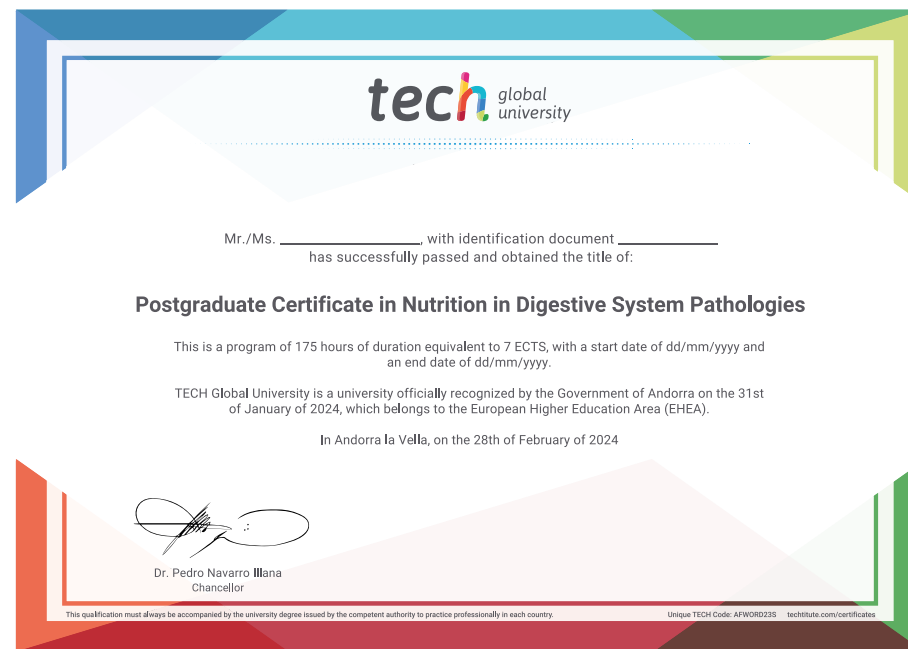 tech global university
Mr./Ms. ____________________, with identification document ______________
has successfully passed and obtained the title of:
Postgraduate Certificate in Nutrition in Digestive System Pathologies
This is a program of 175 hours of duration equivalent to 7 ECTS, with a start date of dd/mm/yyyy and
an end date of dd/mm/yyyy.
TECH Global University is a university officially recognized by the Government of Andorra on the 31st
of January of 2024, which belongs to the European Higher Education Area (EHEA).
In Andorra la Vella, on the 28th of February of 2024
Dr. Pedro Navarro Illana
Chancellor
This qualification must always be accompanied by the university degree issued by the competent authority to practice professionally in each country.
Unique TECH Code: AFWORD23S techtitute.com/certificates